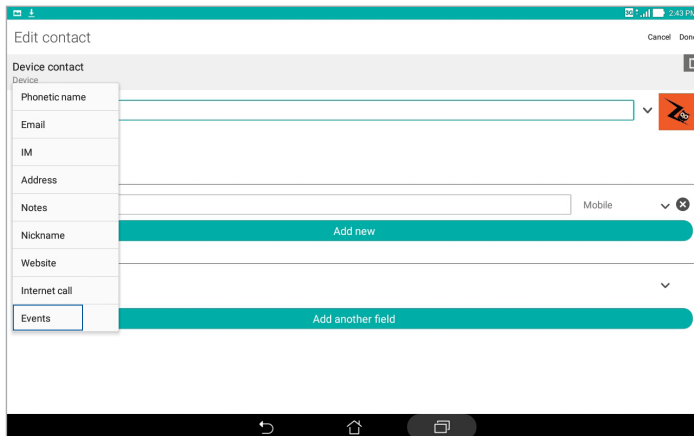 3G 2:43 PM
Edit contact
Cancel Done
Device contact
Device
Phonetic name
Email
IM
Address
Notes
Mobile
Nickname
Add new
Website
Internet call
Events
Add another field